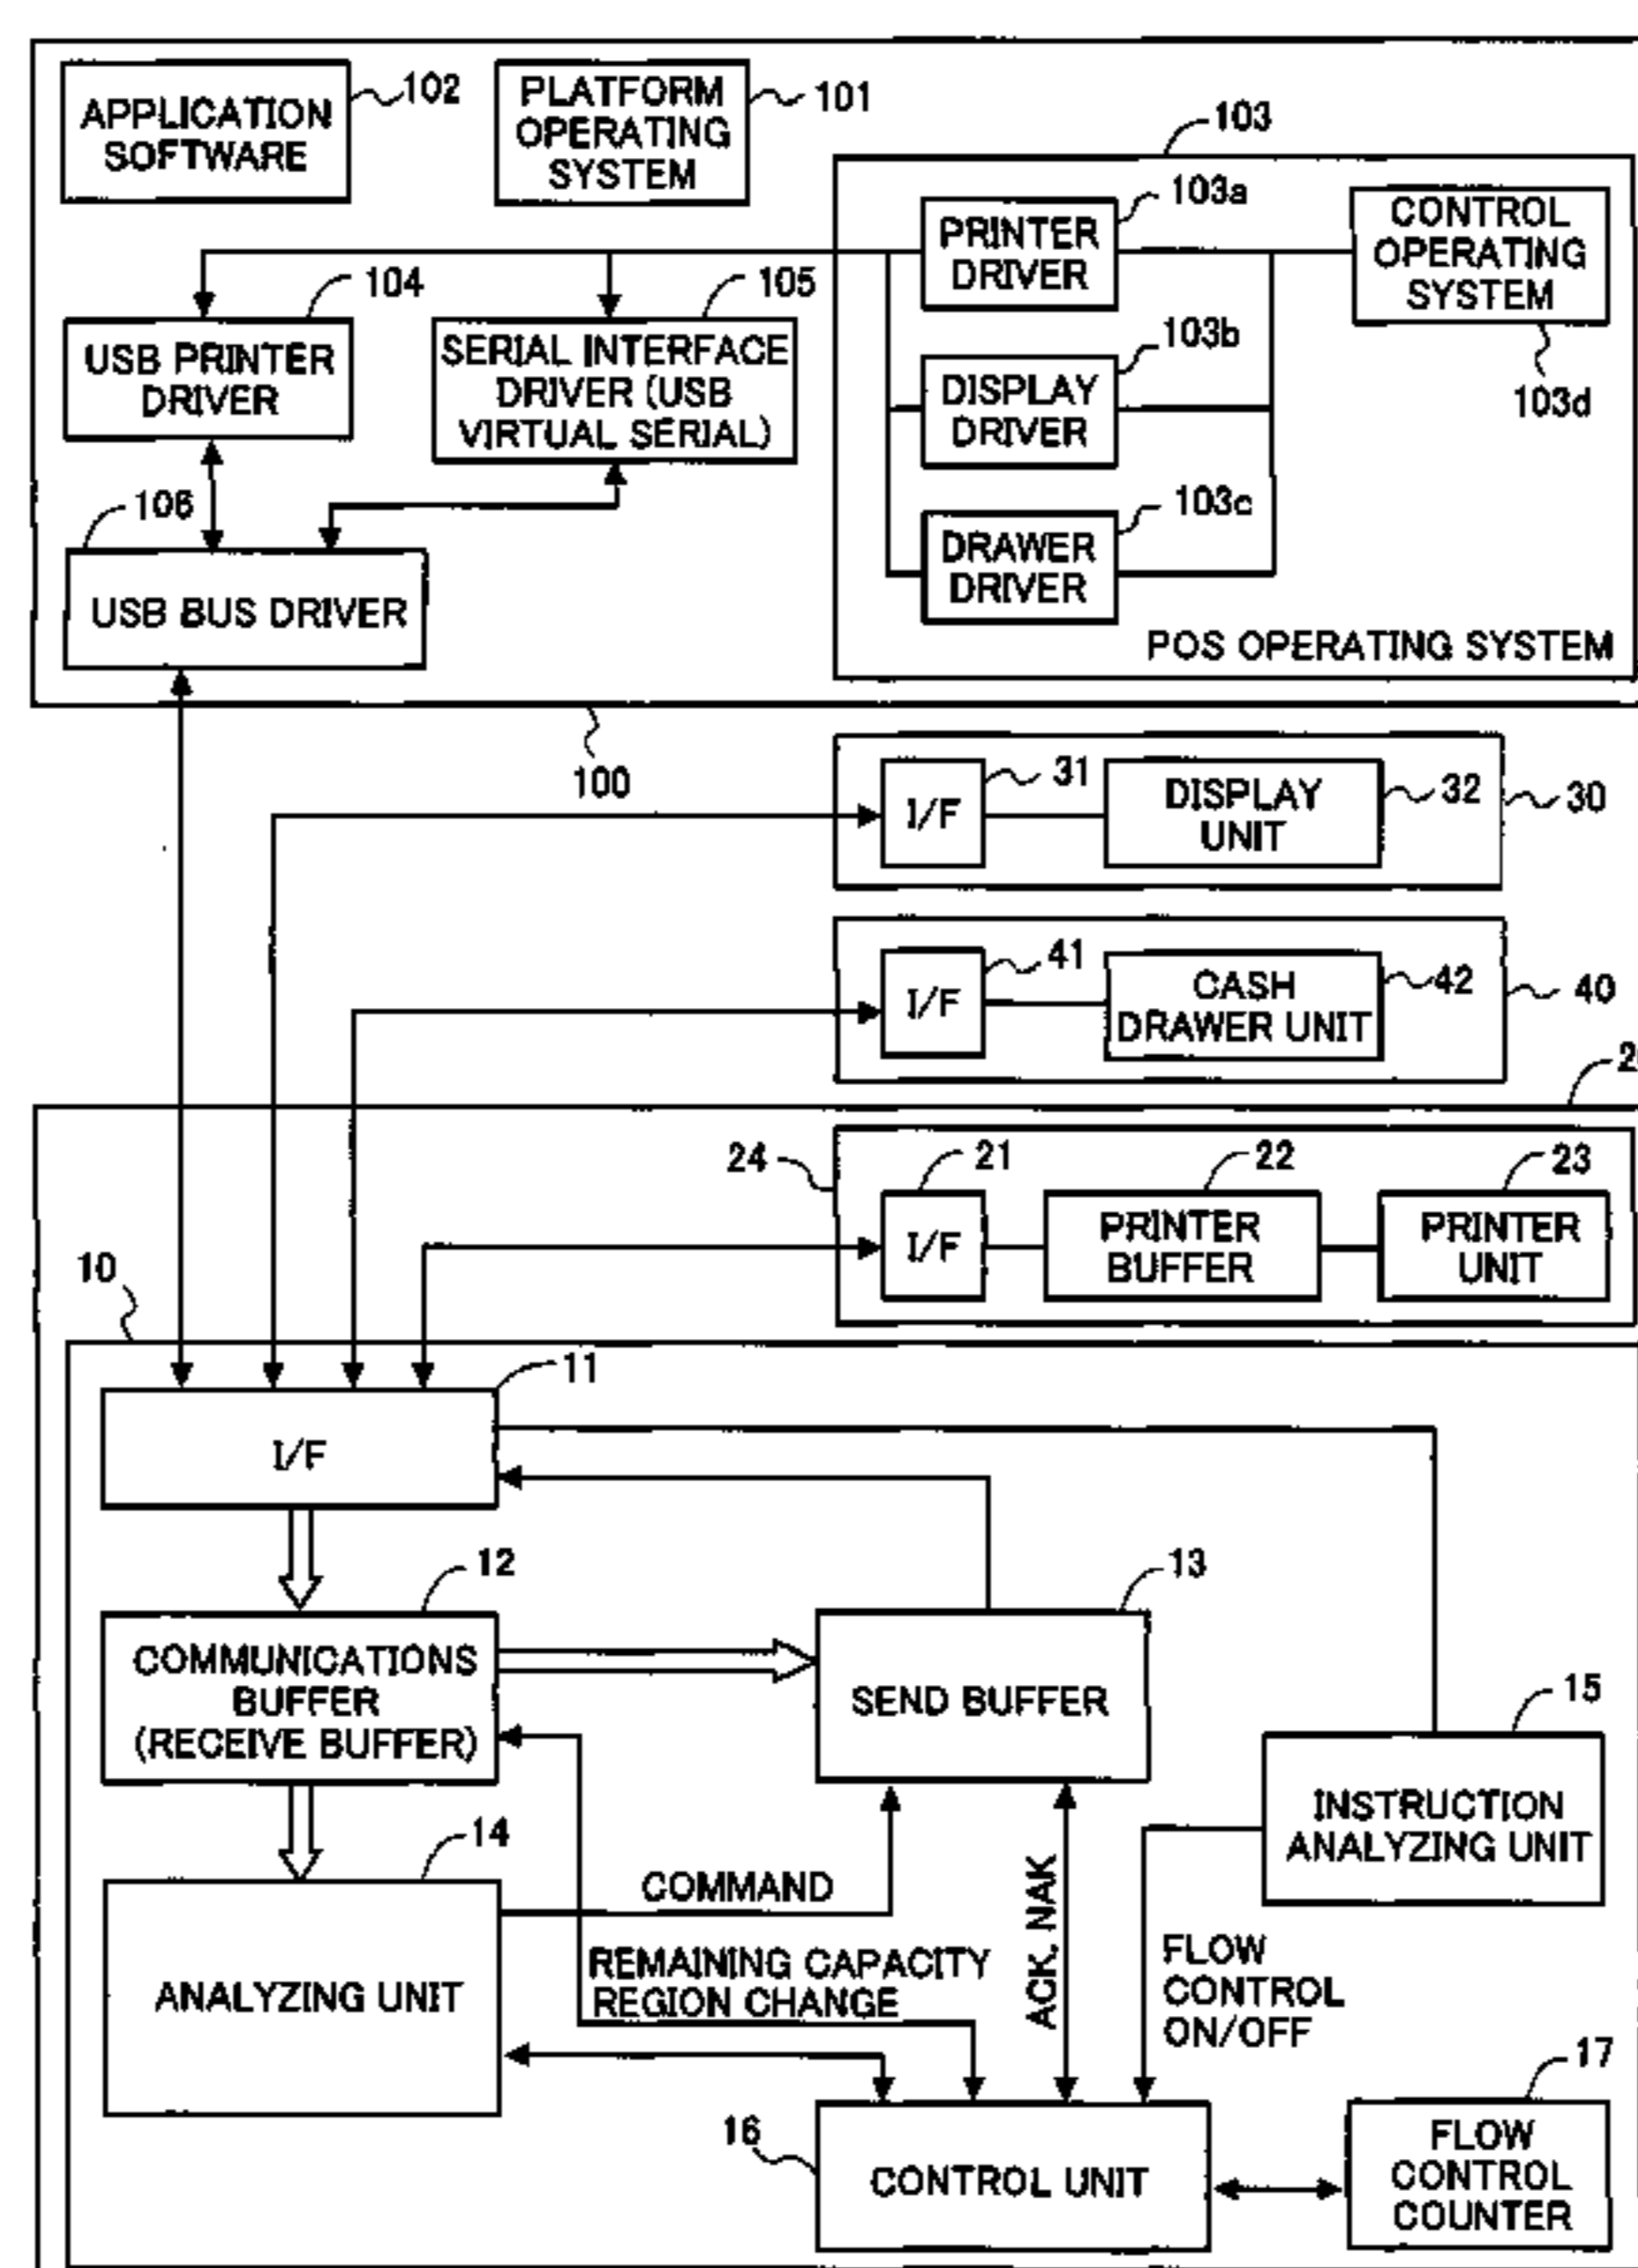 APPLICATION
SOFTWARE
102
PLATFORM
OPERATING
SYSTEM
101
103
PRINTER
DRIVER
103a
CONTROL
OPERATING
SYSTEM
103d
104
USB PRINTER
DRIVER
105
SERIAL INTERFACE
DRIVER (USB
VIRTUAL SERIAL)
103b
DISPLAY
DRIVER
103c
DRAWER
DRIVER
106
USB BUS DRIVER
POS OPERATING SYSTEM
100
I/F
31
DISPLAY
UNIT
32
30
I/F
41
CASH
DRAWER UNIT
42
40
2
24
21
I/F
22
PRINTER
BUFFER
23
PRINTER
UNIT
10
11
I/F
12
COMMUNICATIONS
BUFFER
(RECEIVE BUFFER)
13
SEND BUFFER
15
INSTRUCTION
ANALYZING UNIT
14
ANALYZING UNIT
COMMAND
REMAINING CAPACITY
REGION CHANGE
ACK, NAK
FLOW
CONTROL
ON/OFF
16
CONTROL UNIT
17
FLOW
CONTROL
COUNTER